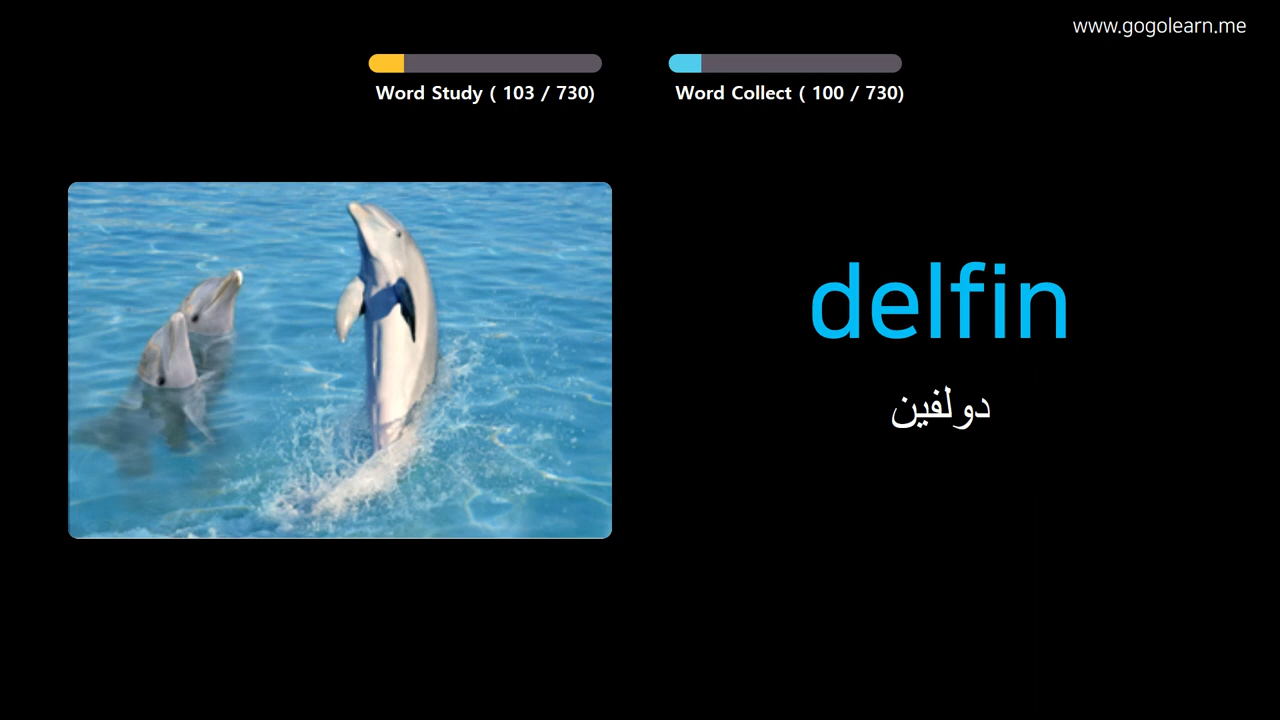 www.gogolearn.me
Word Study ( 103 / 730)
Word Collect ( 100 / 730)
delfin
دولفين